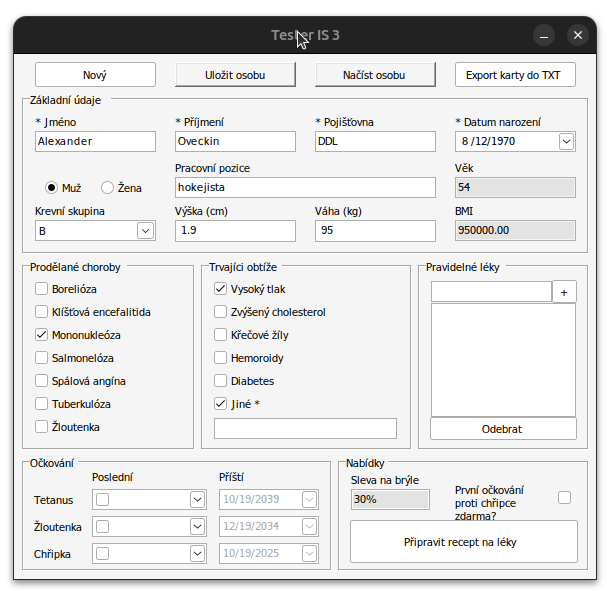 Tester IS 3
Nový
Uložit osobu
Načíst osobu
Export karty do TXT
Základní údaje
* Jméno
* Příjmení
* Pojišťovna
* Datum narození
Alexander
Oveckin
DDL
8 /12/1970
Pracovní pozice
Věk
Muž
Žena
hokejista
54
Krevní skupina
Výška (cm)
Váha (kg)
BMI
B
1.9
95
950000.00
Prodělané choroby
Borelióza
Klíšťová encefalitida
Mononukleóza
Salmonelóza
Spálová angína
Tuberkulóza
Žloutenka
Trvající obtíže
Vysoký tlak
Zvýšený cholesterol
Křečové žíly
Hemoroidy
Diabetes
Jiné *
Pravidelné léky
+
Odebrat
Očkování
Poslední
Příští
Tetanus
10/19/2039
Žloutenka
12/19/2034
Chřipka
10/19/2025
Nabídky
Sleva na brýle
30%
První očkování
proti chřipce
zdarma?
Připravit recept na léky